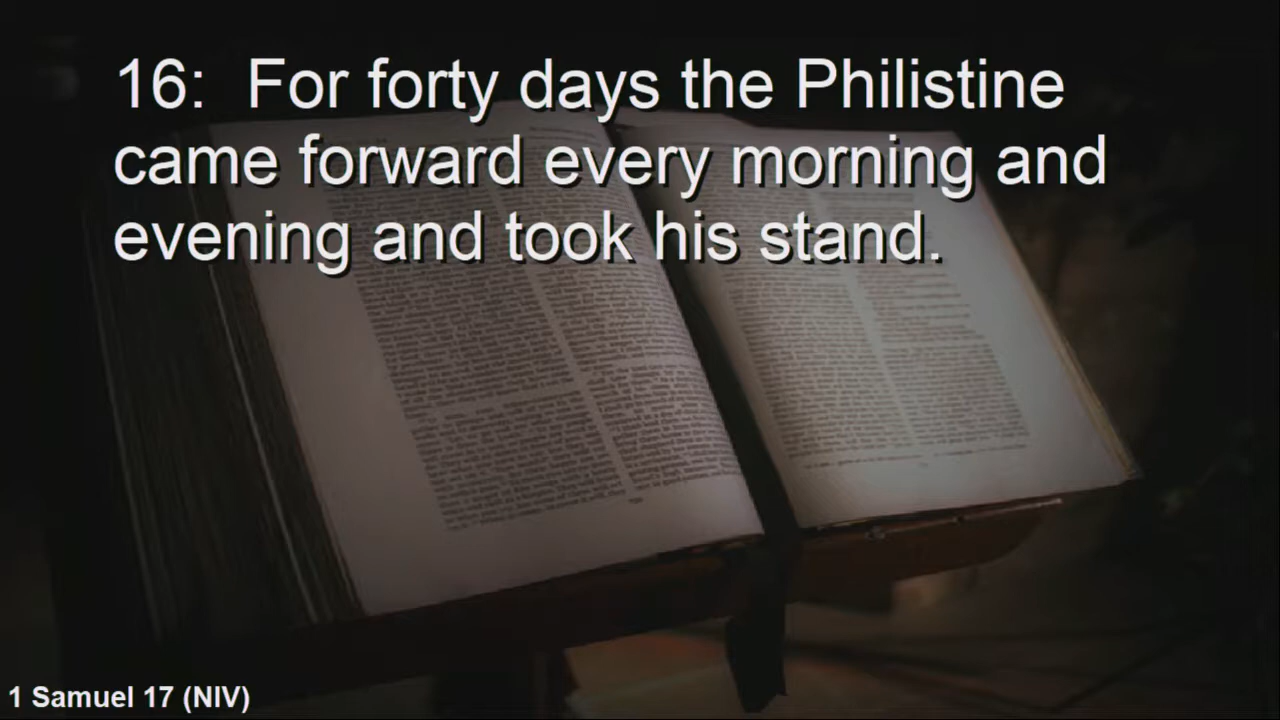 16: For forty days the Philistine
came forward every morning and
evening and took his stand.
1 Samuel 17 (NIV)